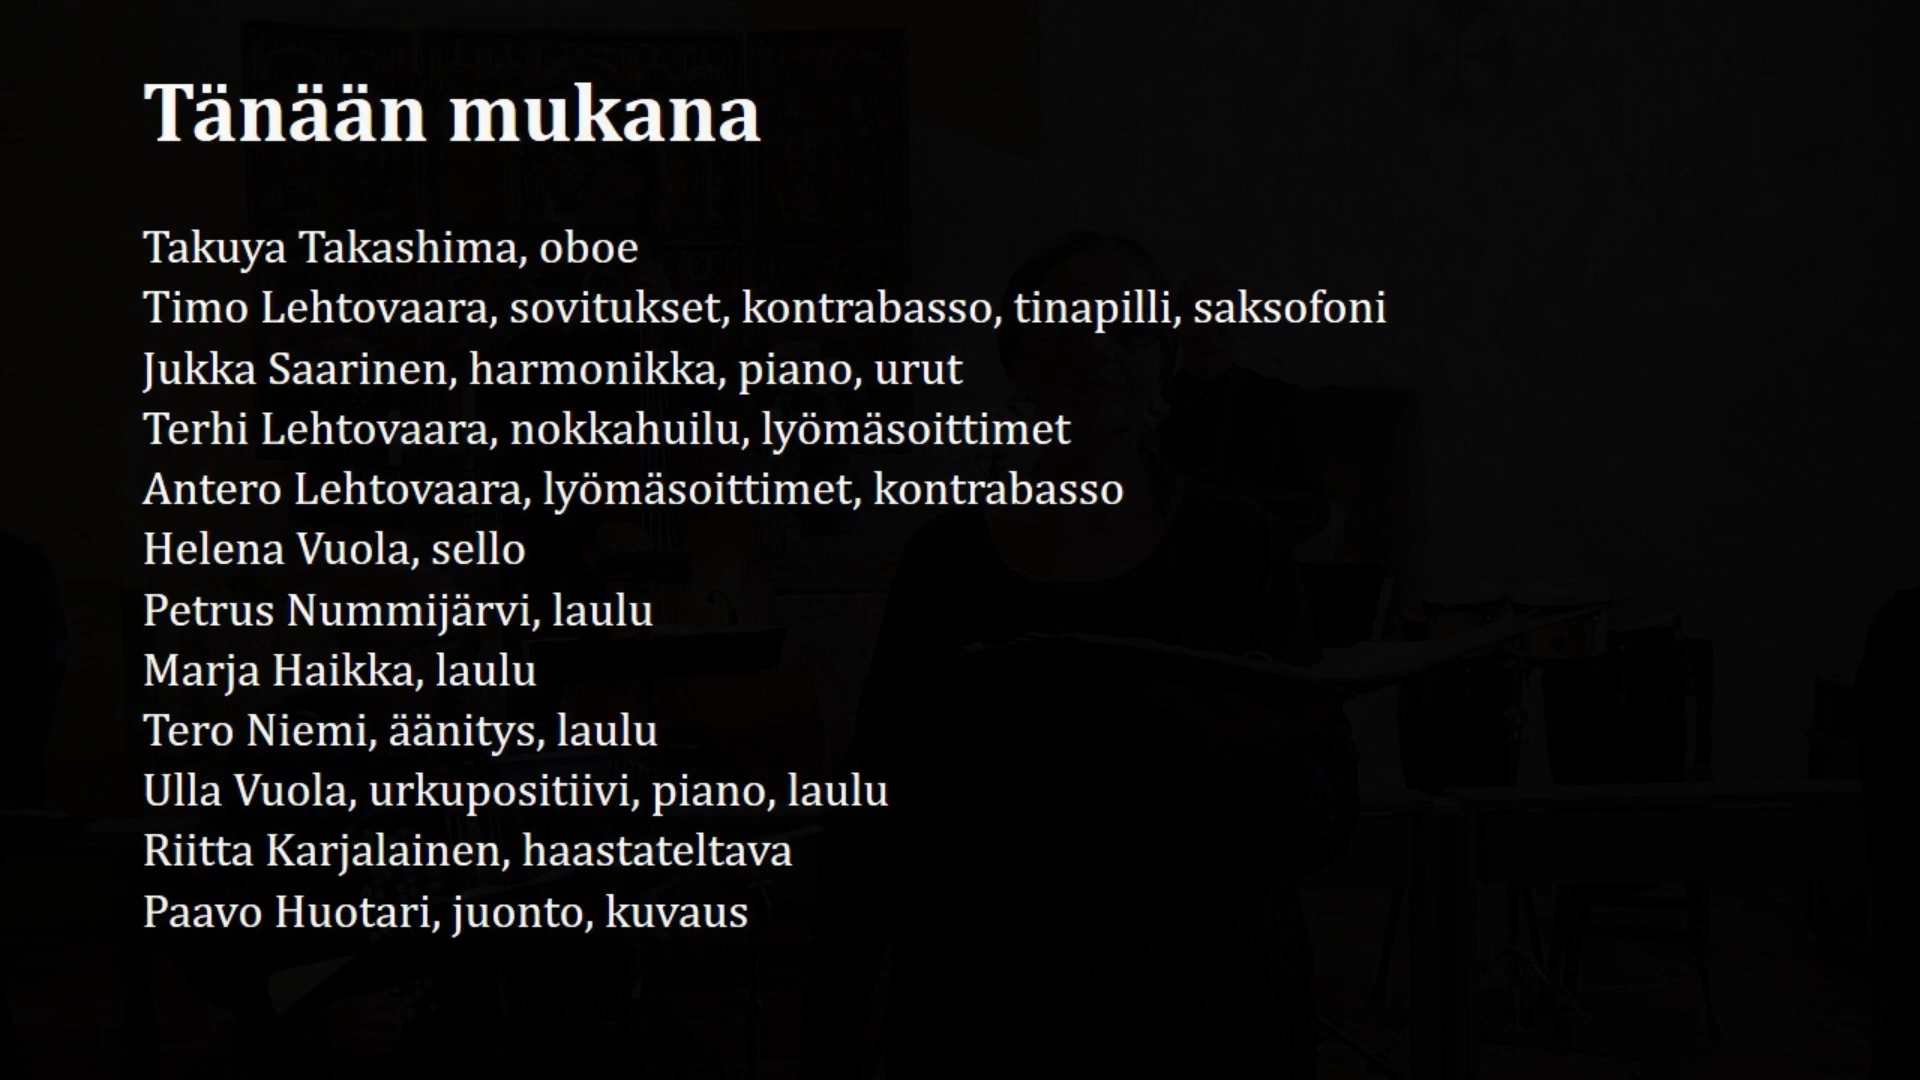 Tänään mukana
Takuya Takashima, oboe
Timo Lehtovaara, sovitukset, kontrabasso, tinapilli, saksofoni
Jukka Saarinen, harmonikka, piano, urut
Terhi Lehtovaara, nokkahuilu, lyömäsoittimet
Antero Lehtovaara, lyömäsoittimet, kontrabasso
Helena Vuola, sello
Petrus Nummijärvi, laulu
Marja Haikka, laulu
Tero Niemi, äänitys, laulu
Ulla Vuola, urkupositiivi, piano, laulu
Riitta Karjalainen, haastateltava
Paavo Huotari, juonto, kuvaus